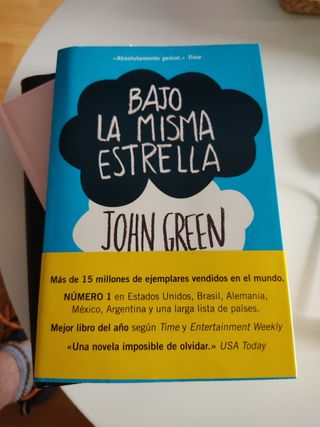 «Absolutamente genial.» Time
BAJO
LA MISMA
ESTRELLA
JOHN GREEN
Más de 15 millones de ejemplares vendidos en el mundo.
NÚMERO 1 en Estados Unidos, Brasil, Alemania,
México, Argentina y una larga lista de países.
Mejor libro del año según Time y Entertainment Weekly
«Una novela imposible de olvidar.» USA Today